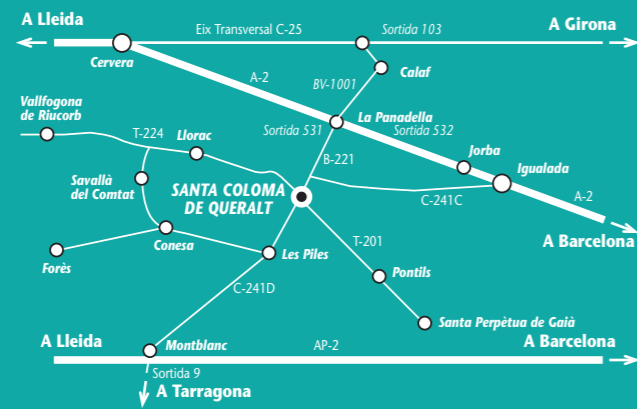 A Lleida
Eix Transversal C-25
Sortida 103
A Girona
Cervera
Calaf
A-2
BV-1001
Vallfogona
de Riucorb
La Panadella
T-224
Llorac
Sortida 531
Sortida 532
Jorba
B-221
Igualada
Savallà
del Comtat
SANTA COLOMA
DE QUERALT
C-241C
A-2
A Barcelona
Conesa
T-201
Forès
Les Piles
Pontils
C-241D
Santa Perpètua de Gaià
A Lleida
Montblanc
AP-2
A Barcelona
Sortida 9
A Tarragona